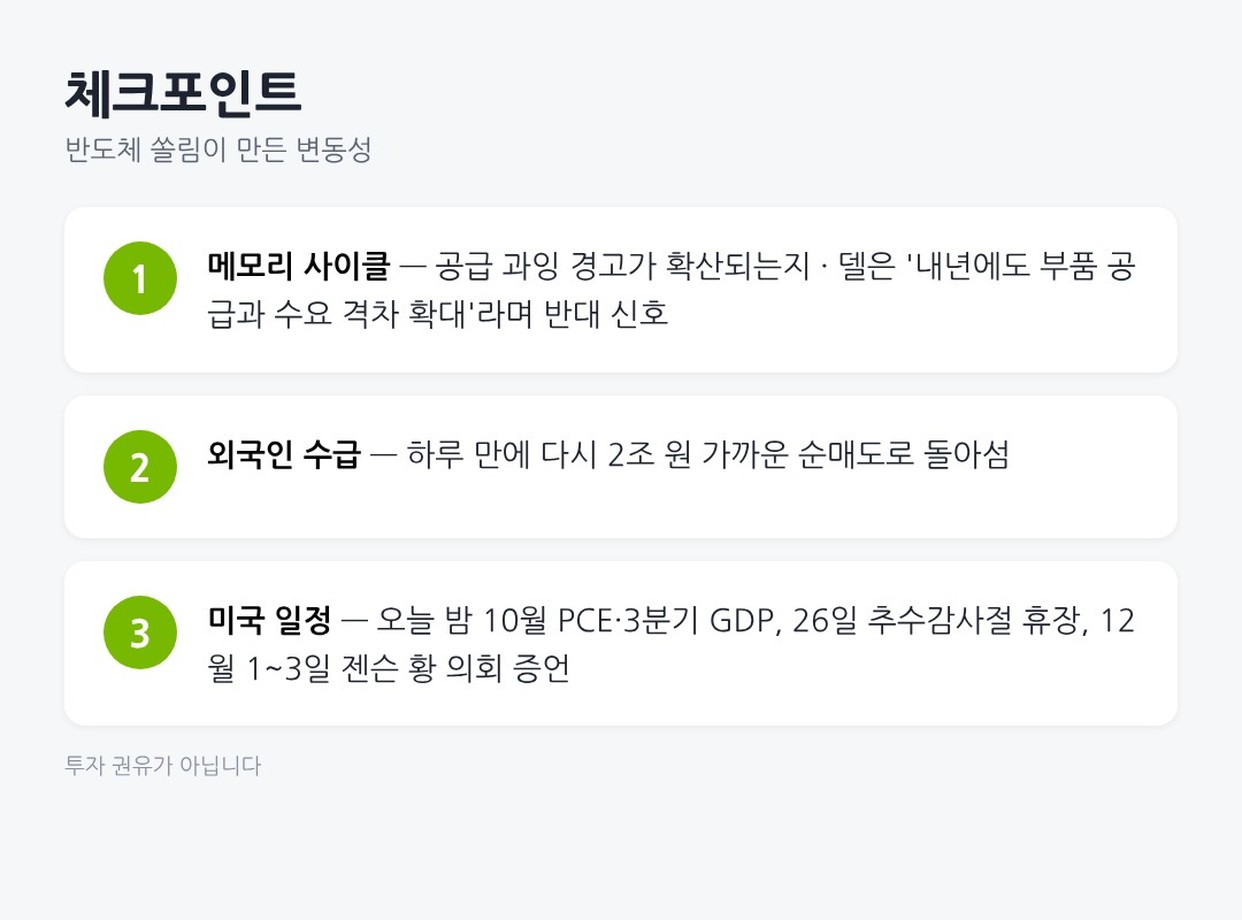 체크포인트
반도체 쏠림이 만든 변동성
1
메모리 사이클 — 공급 과잉 경고가 확산되는지 · 델은 '내년에도 부품 공
급과 수요 격차 확대'라며 반대 신호
2
외국인 수급 — 하루 만에 다시 2조 원 가까운 순매도로 돌아섬
3
미국 일정 — 오늘 밤 10월 PCE·3분기 GDP, 26일 추수감사절 휴장, 12
월 1~3일 젠슨 황 의회 증언
투자 권유가 아닙니다